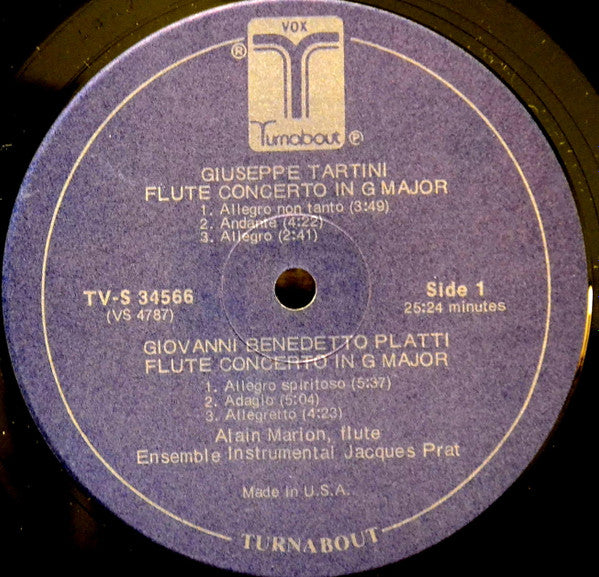 VOX
® Turnabout ℗
GIUSEPPE TARTINI
FLUTE CONCERTO IN G MAJOR
1. Allegro non tanto (3:49)
2. Andante (4:22)
3. Allegro (2:41)
TV-S 34566
(VS 4787)
Side 1
25:24 minutes
GIOVANNI BENEDETTO PLATTI
FLUTE CONCERTO IN G MAJOR
1. Allegro spiritoso (5:37)
2. Adagio (5:04)
3. Allegretto (4:23)
Alain Marion, flute
Ensemble Instrumental Jacques Prat
Made in U.S.A.
TURNABOUT